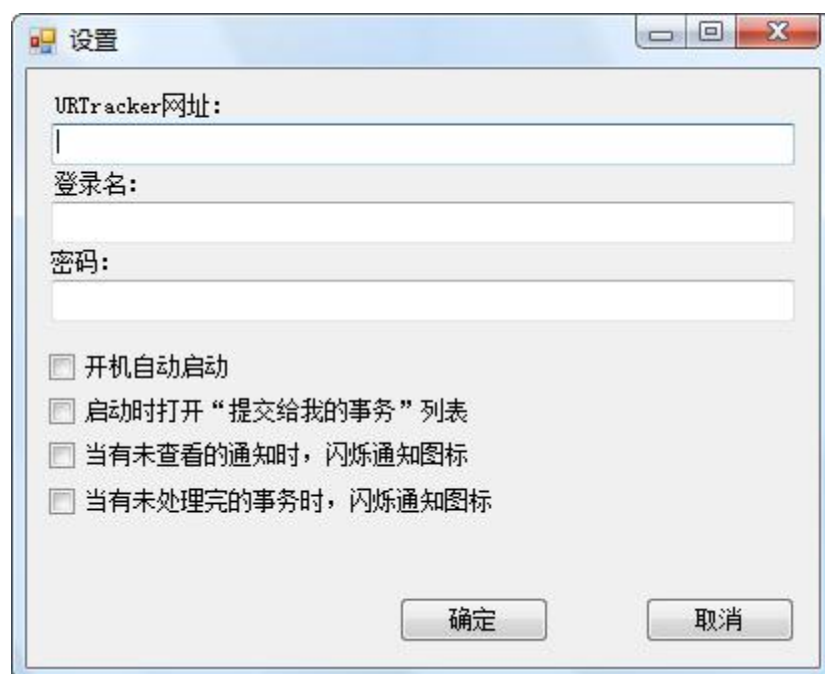 设置
URTracker网址:
登录名:
密码:
开机自动启动
启动时打开“提交给我的事务”列表
当有未查看的通知时，闪烁通知图标
当有未处理完的事务时，闪烁通知图标
确定 取消